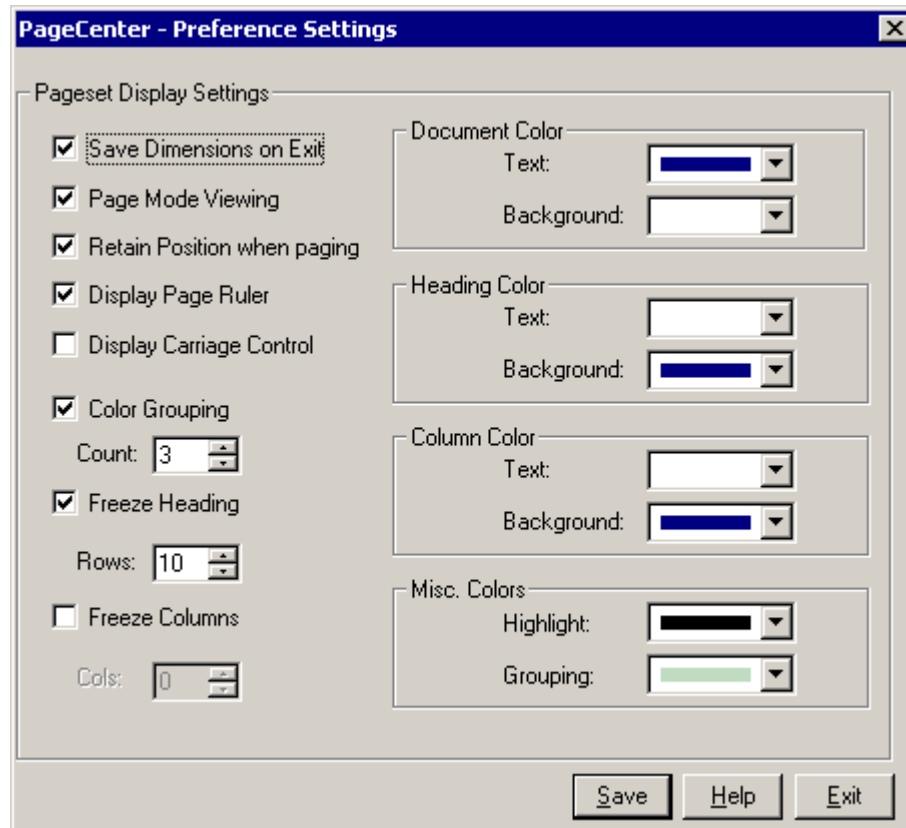 PageCenter - Preference Settings
Pageset Display Settings
Save Dimensions on Exit
Page Mode Viewing
Retain Position when paging
Display Page Ruler
Display Carriage Control
Color Grouping
Count: 3
Freeze Heading
Rows: 10
Freeze Columns
Cols: 0
Document Color
Text:
Background:
Heading Color
Text:
Background:
Column Color
Text:
Background:
Misc. Colors
Highlight:
Grouping:
Save Help Exit